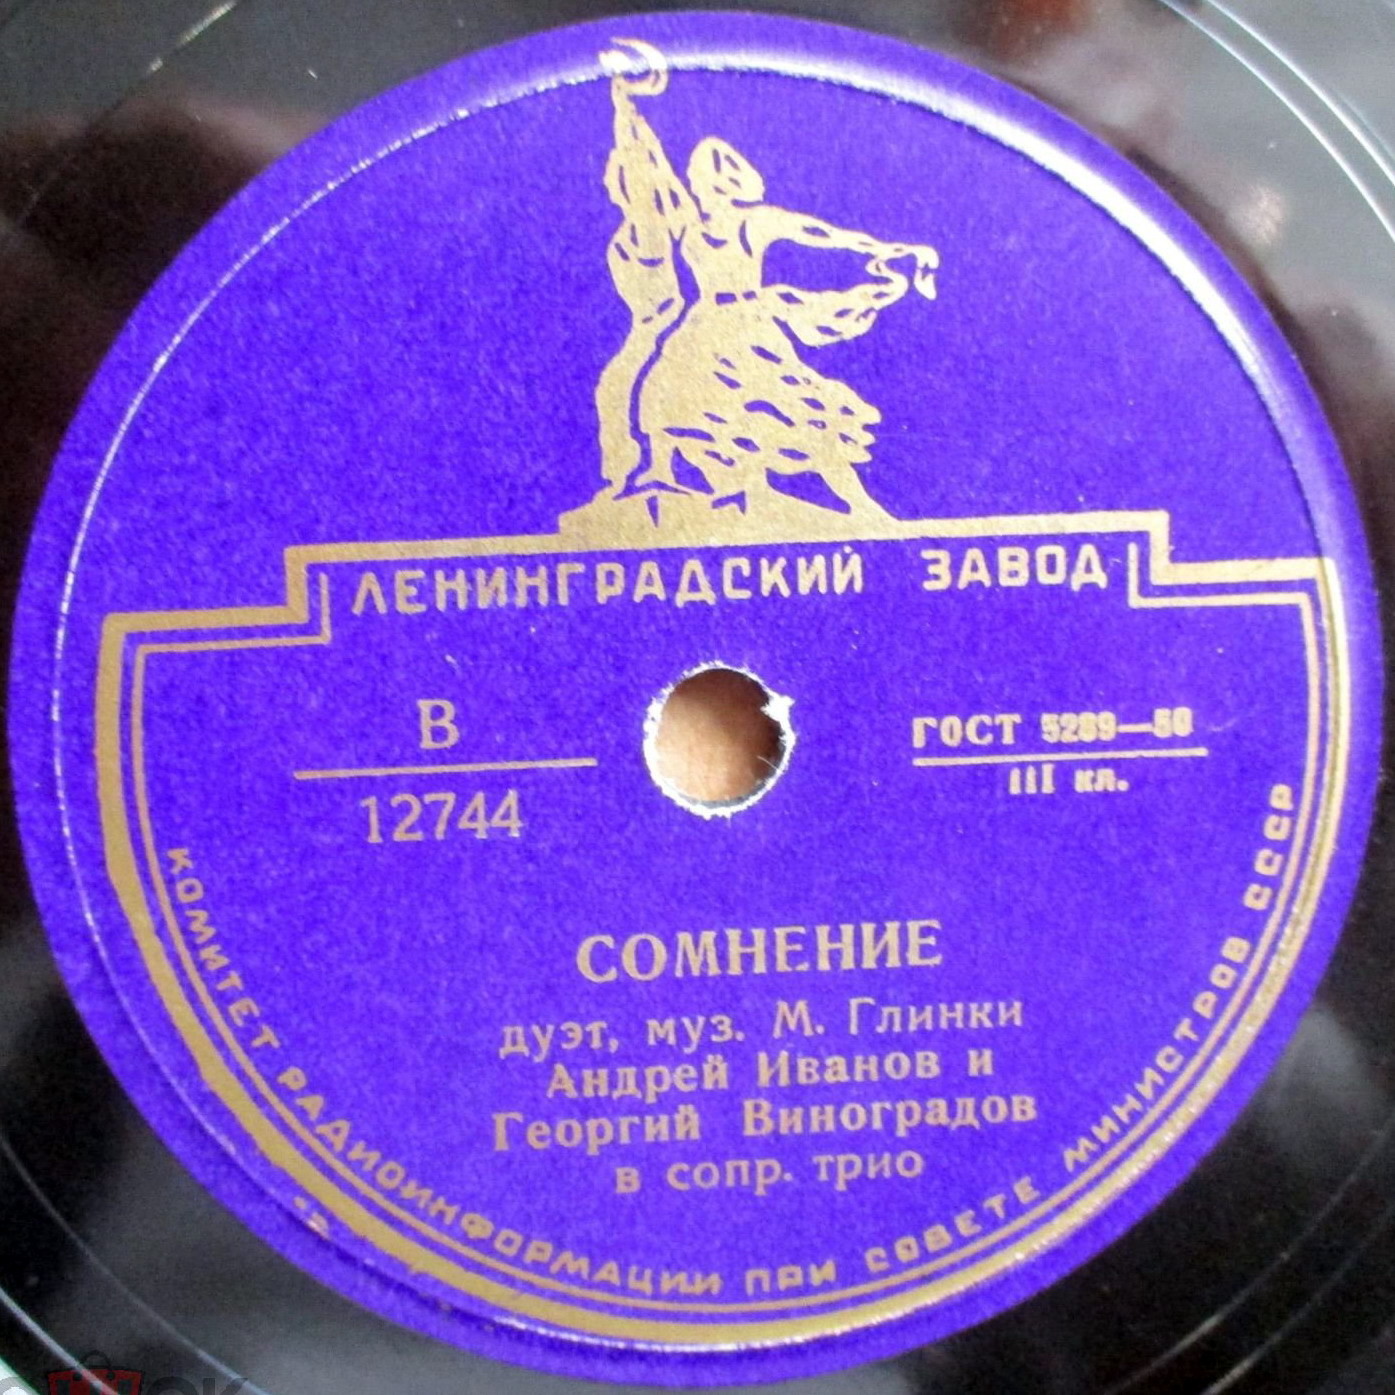 ЛЕНИНГРАДСКИЙ ЗАВОД
В
12744
ГОСТ 5289—50
III кл.
СОМНЕНИЕ
дуэт, муз. М. Глинки
Андрей Иванов и
Георгий Виноградов
в сопр. трио
КОМИТЕТ РАДИОИНФОРМАЦИИ ПРИ СОВЕТЕ МИНИСТРОВ СССР